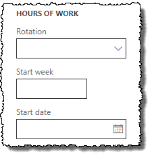 HOURS OF WORK
Rotation
Start week
Start date